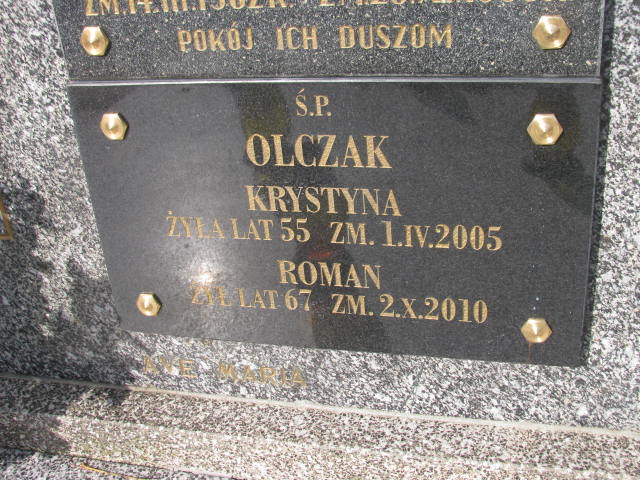 POKÓJ ICH DUSZOM
Ś.P.
OLCZAK
KRYSTYNA
ŻYŁA LAT 55 ZM. 1.IV.2005
ROMAN
ŻYŁ LAT 67 ZM. 2.X.2010
AVE MARIA